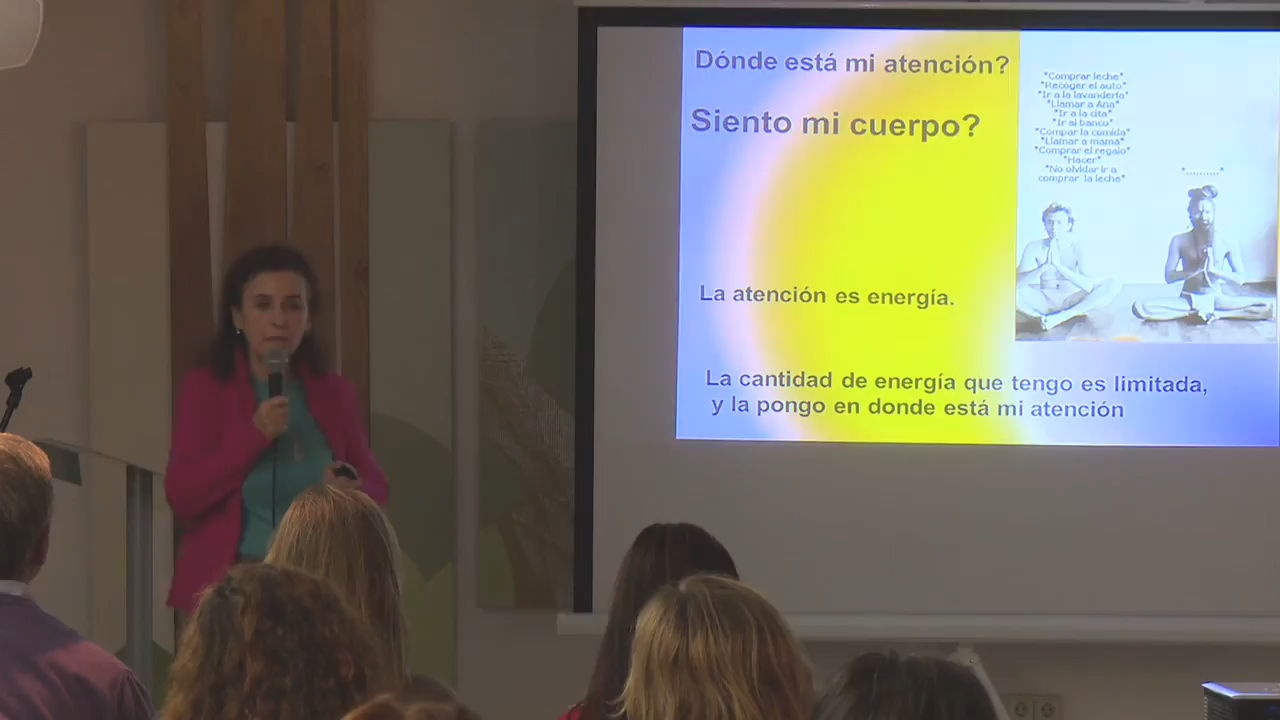 Dónde está mi atención?
Siento mi cuerpo?
"Comprar leche"
"Recoger el auto"
"Ir a la lavandería"
"Llamar a Ana"
"Ir a la cita"
"Ir al banco"
"Compar la comida"
"Llamar a mamá"
"Comprar el regalo"
"Hacer"
"No olvidar ir a
comprar la leche"
"..........."
La atención es energía.
La cantidad de energía que tengo es limitada,
y la pongo en donde está mi atención